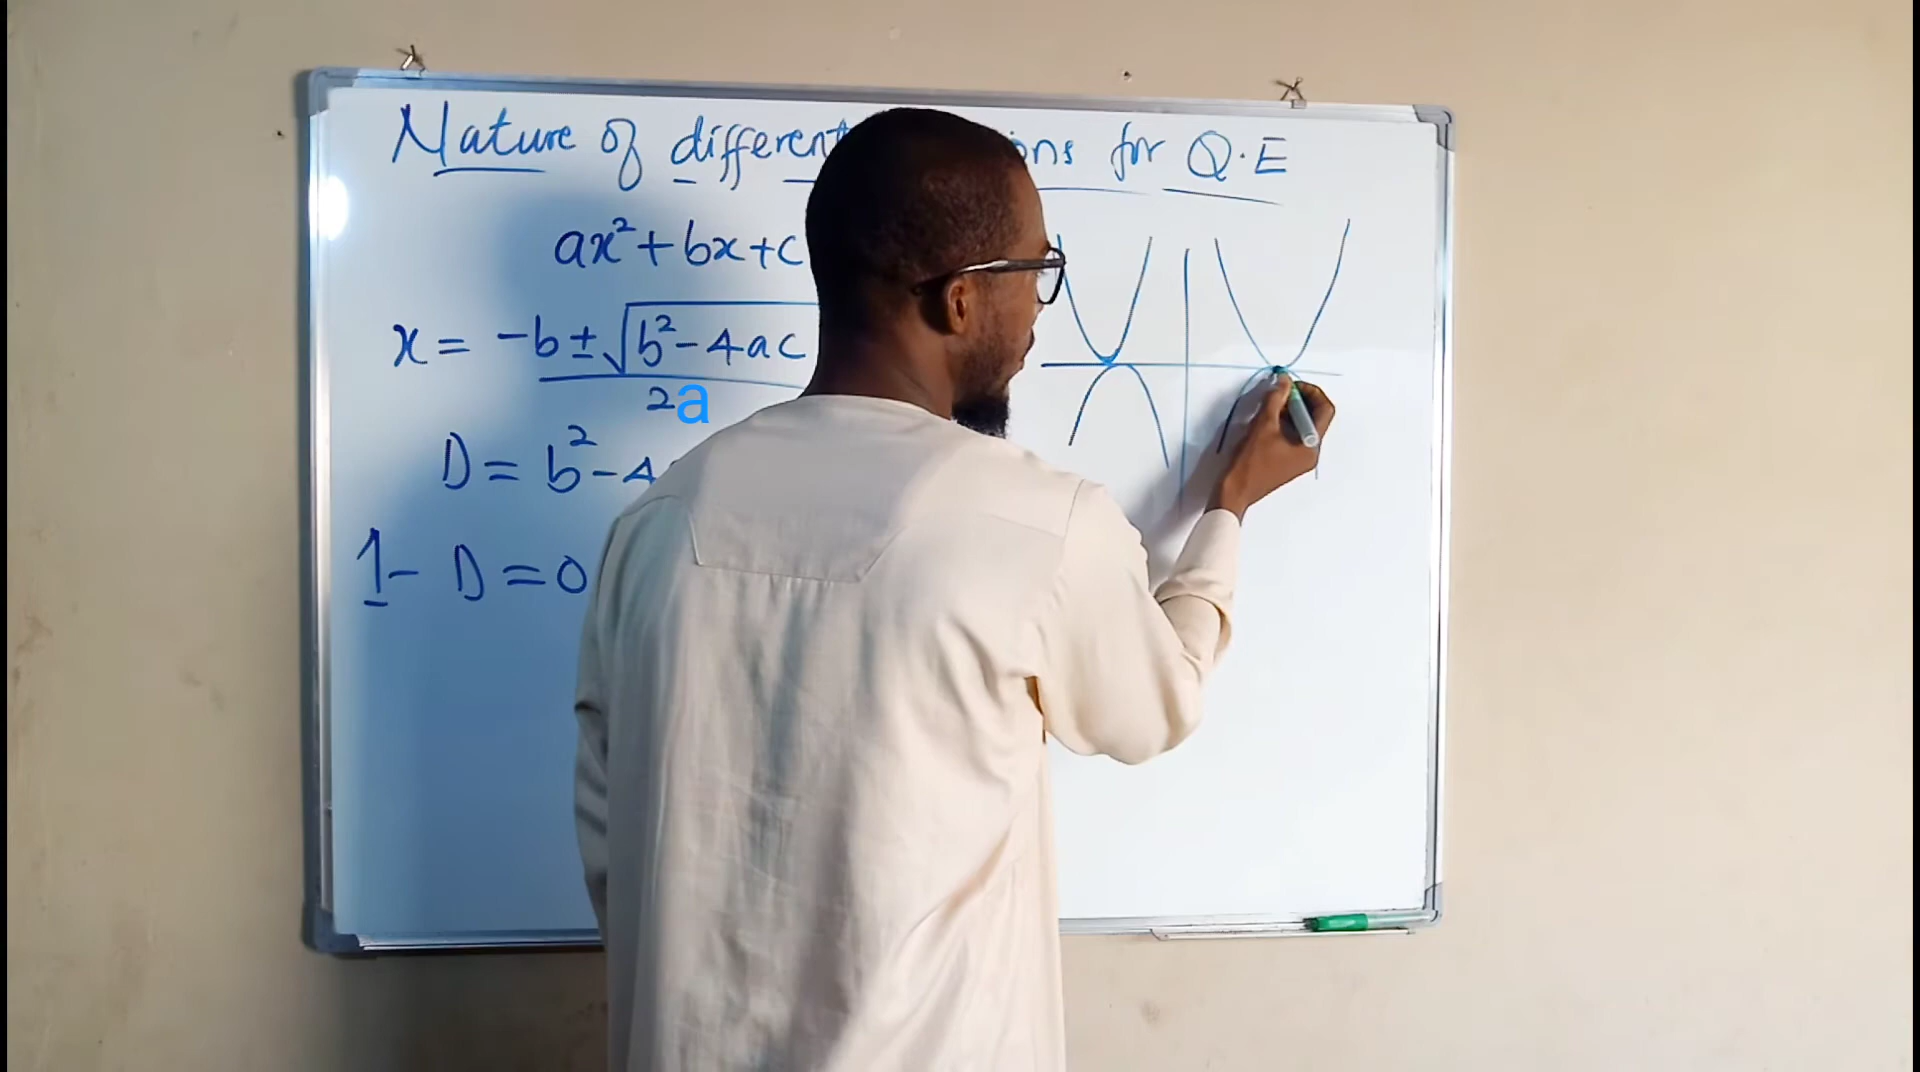 Nature of different ons for Q.E
ax² + bx + c
x = -b ± √b² - 4ac
2a
D = b² - 4
1- D = 0